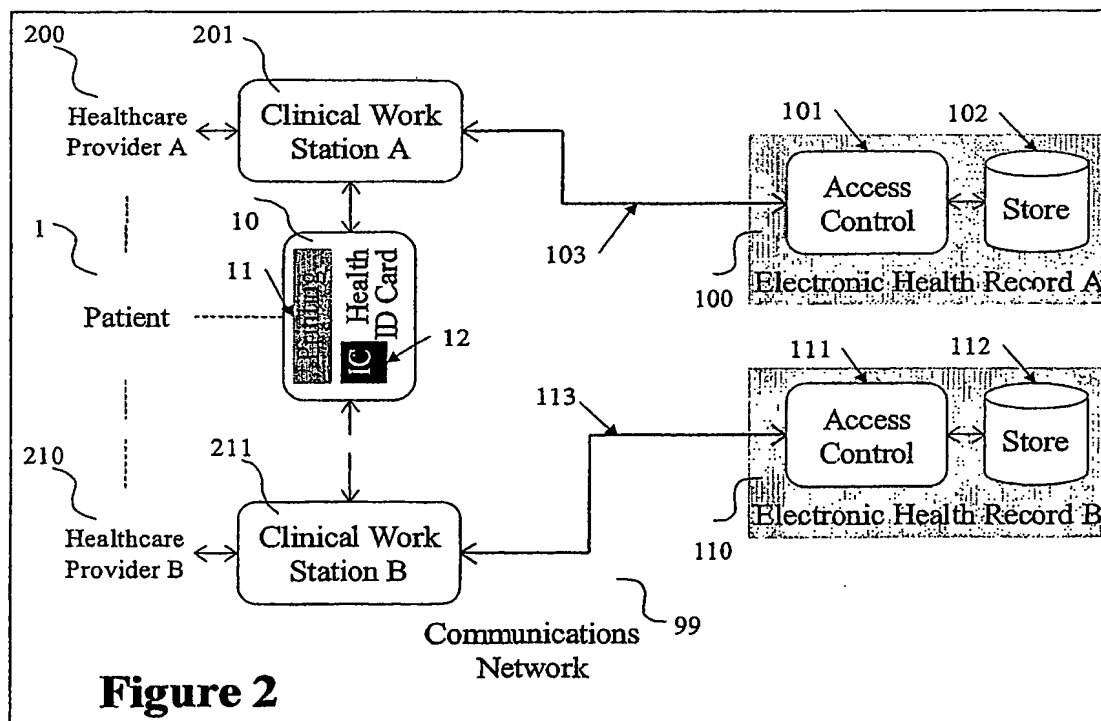 200
201
Healthcare
Provider A
Clinical Work
Station A
101
102
Access
Control
Store
103
100
Electronic Health Record A
1
10
11
Patient
Printing
Health
ID Card
IC
12
111
112
113
Access
Control
Store
110
Electronic Health Record B
210
211
Healthcare
Provider B
Clinical Work
Station B
99
Communications
Network
Figure 2